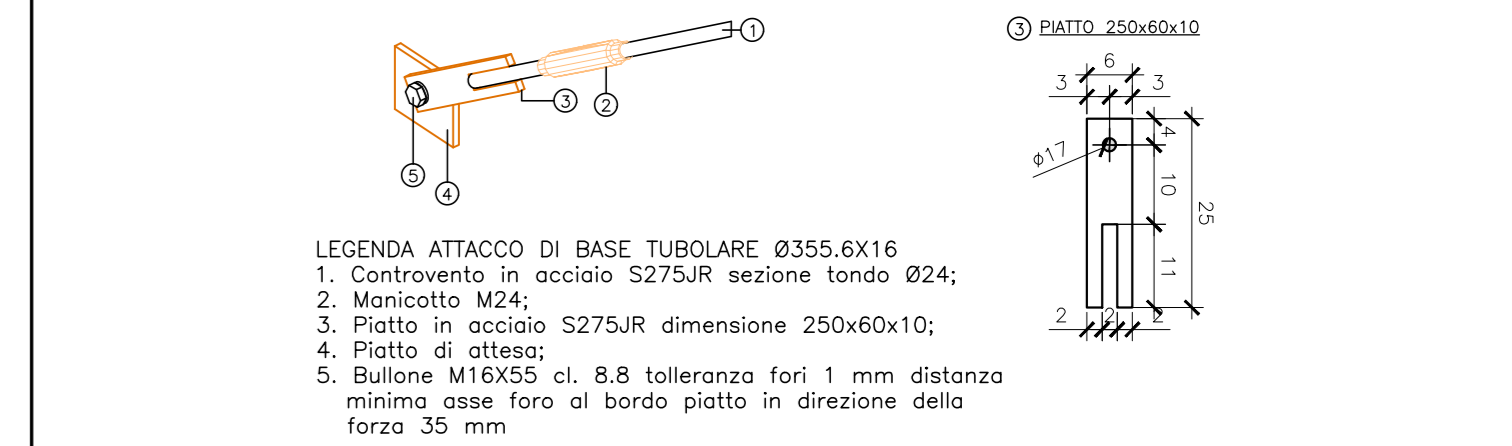 1
3
2
5
4
LEGENDA ATTACCO DI BASE TUBOLARE Ø355.6X16
1. Controvento in acciaio S275JR sezione tondo Ø24;
2. Manicotto M24;
3. Piatto in acciaio S275JR dimensione 250x60x10;
4. Piatto di attesa;
5. Bullone M16X55 cl. 8.8 tolleranza fori 1 mm distanza
minima asse foro al bordo piatto in direzione della
forza 35 mm
3 PIATTO 250x60x10
6
3 3
4
ø17
10
25
11
2 2 2